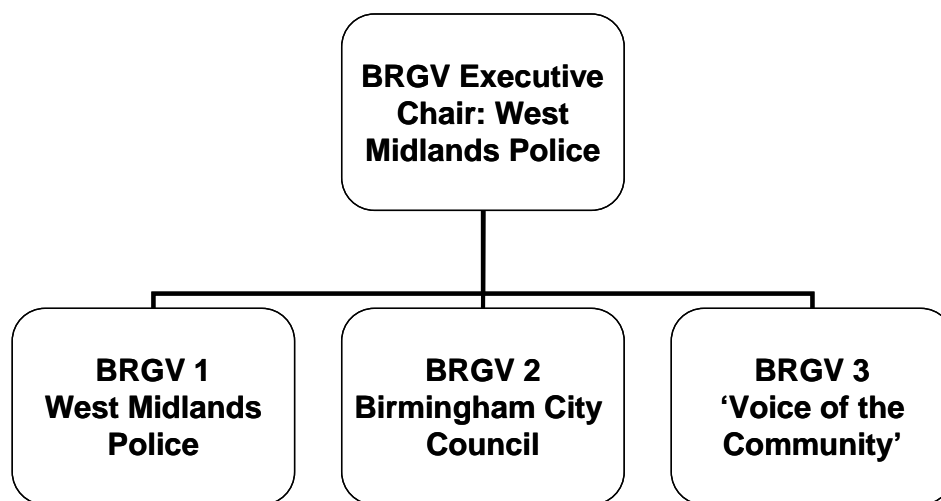 BRGV Executive
Chair: West
Midlands Police
BRGV 1
West Midlands
Police
BRGV 2
Birmingham City
Council
BRGV 3
‘Voice of the
Community’